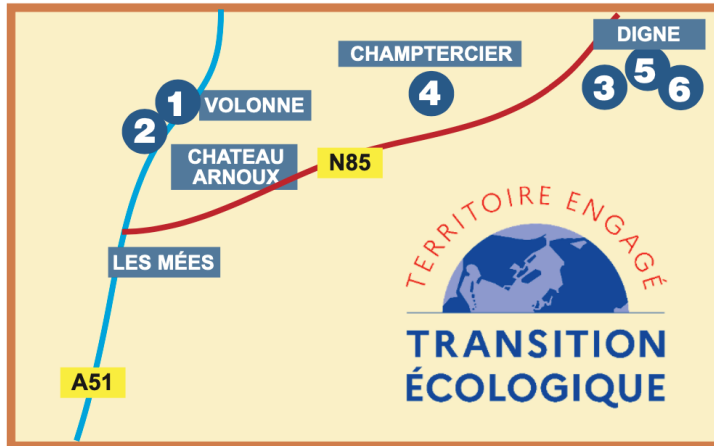 DIGNE
CHAMPTERCIER
5
1
3
6
4
VOLONNE
2
CHATEAU
ARNOUX
N85
TERRITOIRE ENGAGÉ
LES MÉES
TRANSITION
ÉCOLOGIQUE
A51